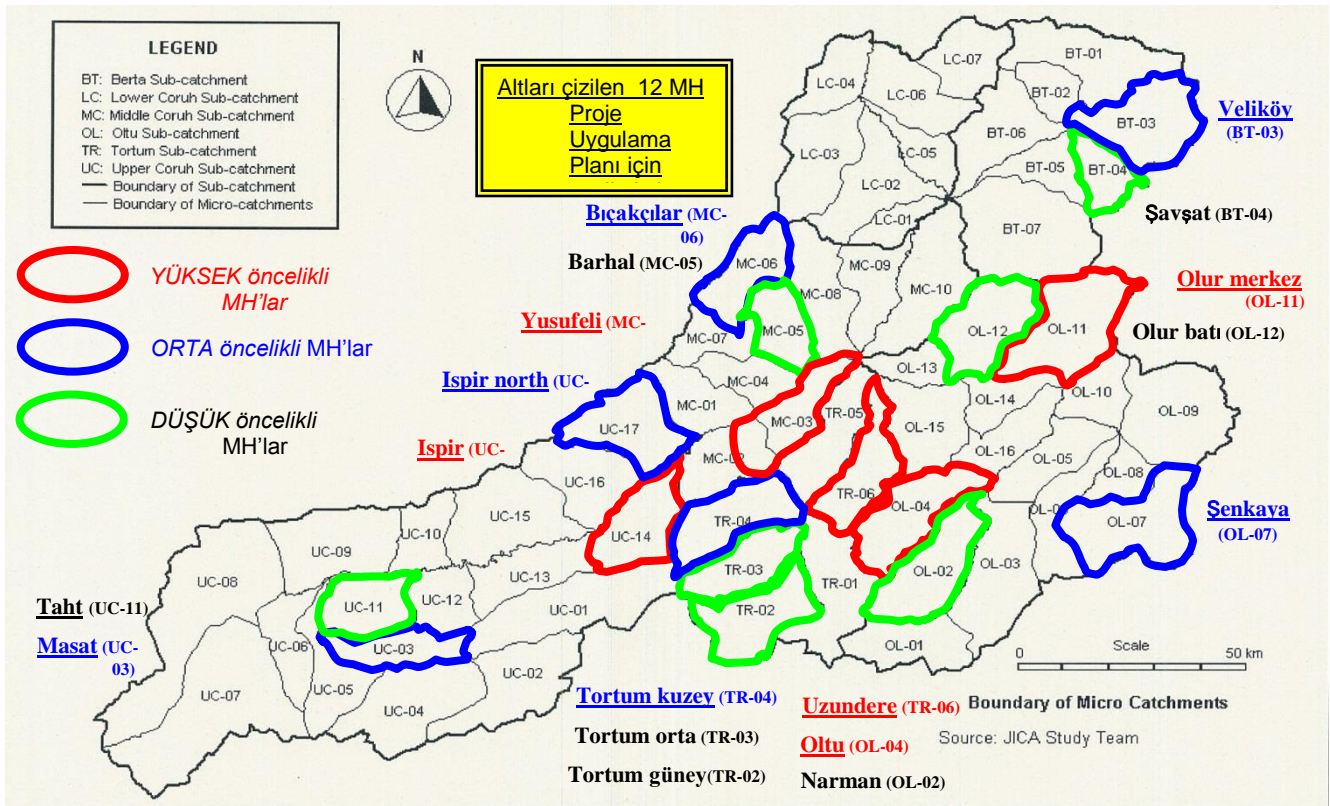 LEGEND
BT: Berta Sub-catchment
LC: Lower Coruh Sub-catchment
MC: Middle Coruh Sub-catchment
OL: Oltu Sub-catchment
TR: Tortum Sub-catchment
UC: Upper Coruh Sub-catchment
Boundary of Sub-catchment
Boundary of Micro-catchments
N
Altları çizilen 12 MH
Proje
Uygulama
Planı için
YÜKSEK öncelikli
MH'lar
ORTA öncelikli MH'lar
DÜŞÜK öncelikli
MH'lar
Veliköy
(BT-03)
Şavşat (BT-04)
Bıçakçılar (MC-
06)
Barhal (MC-05)
Yusufeli (MC-
Olur merkez
(OL-11)
Olur batı (OL-12)
Ispir north (UC-
Ispir (UC-
Şenkaya
(OL-07)
Taht (UC-11)
Masat (UC-
03)
Tortum kuzey (TR-04)
Tortum orta (TR-03)
Tortum güney(TR-02)
Uzundere (TR-06)
Oltu (OL-04)
Narman (OL-02)
Boundary of Micro Catchments
Source: JICA Study Team
0 Scale 50 km
LC-07
BT-01
LC-04
LC-06
BT-02
BT-03
LC-03
LC-05
BT-06
BT-05
BT-04
LC-02
LC-01
BT-07
MC-06
MC-09
MC-08
MC-10
MC-05
MC-07
OL-12
OL-11
OL-13
MC-04
OL-10
OL-14
OL-09
MC-01
MC-03
TR-05
OL-15
UC-17
OL-16
OL-05
OL-08
MC-02
UC-16
TR-06
OL-04
OL-07
UC-15
TR-04
UC-14
UC-10
UC-09
UC-08
TR-03
TR-01
OL-02
OL-03
UC-13
UC-12
UC-11
UC-01
TR-02
UC-03
UC-06
OL-01
UC-02
UC-05
UC-07
UC-04